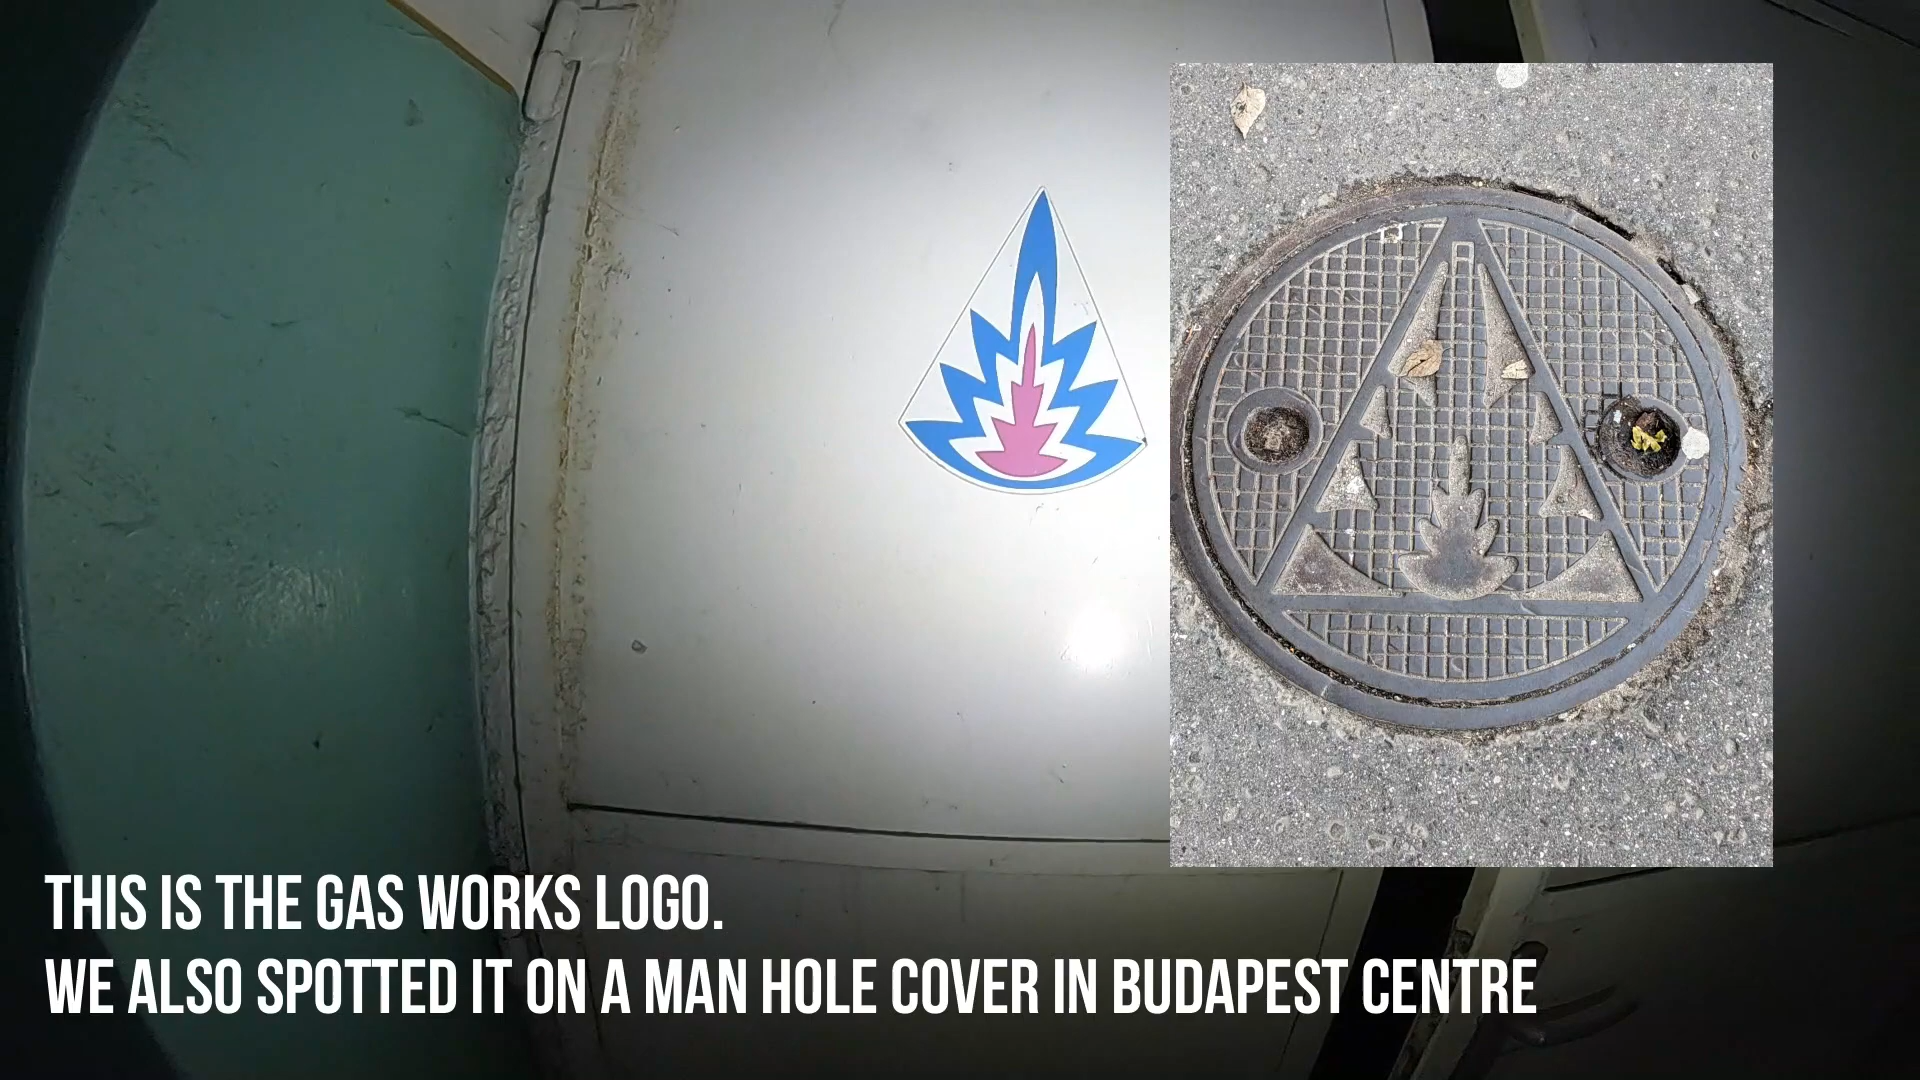 THIS IS THE GAS WORKS LOGO.
WE ALSO SPOTTED IT ON A MAN HOLE COVER IN BUDAPEST CENTRE